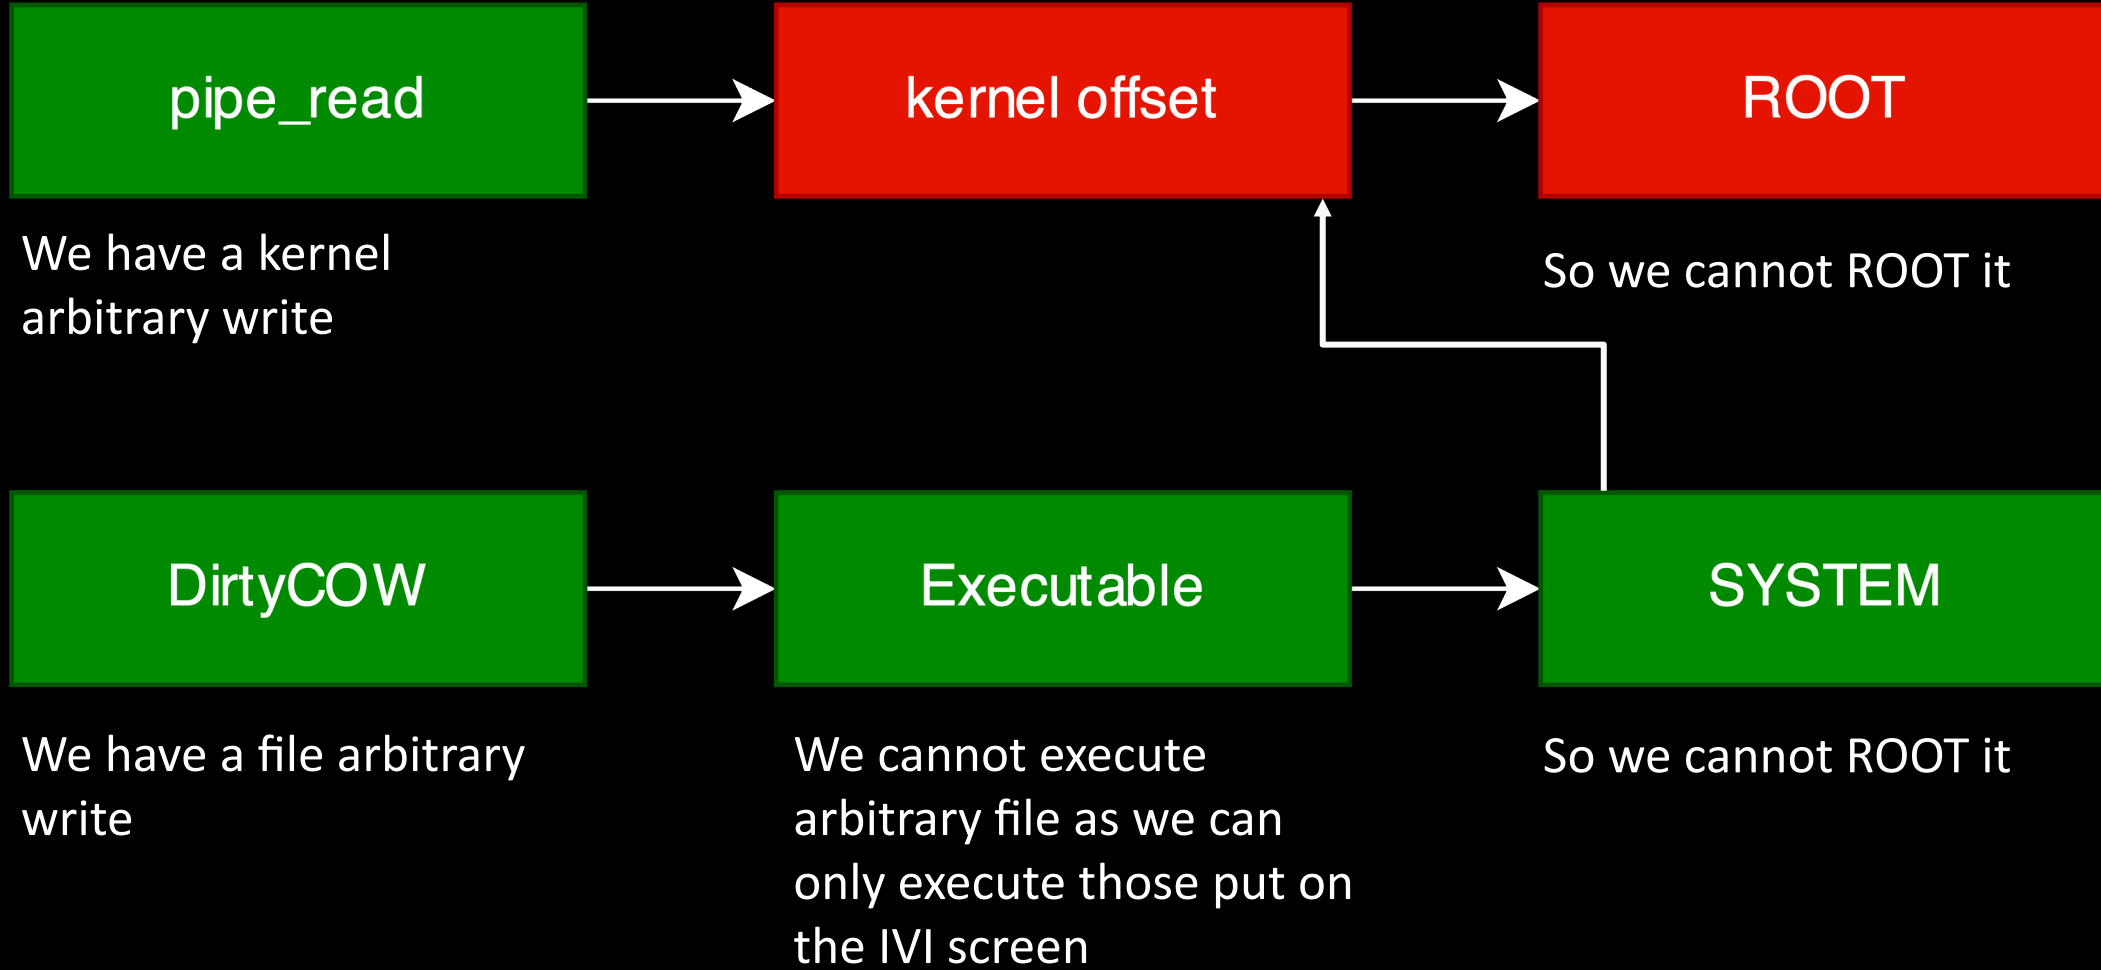 pipe_read
kernel offset
ROOT
We have a kernel
arbitrary write
So we cannot ROOT it
DirtyCOW
Executable
SYSTEM
We have a file arbitrary
write
We cannot execute
arbitrary file as we can
only execute those put on
the IVI screen
So we cannot ROOT it